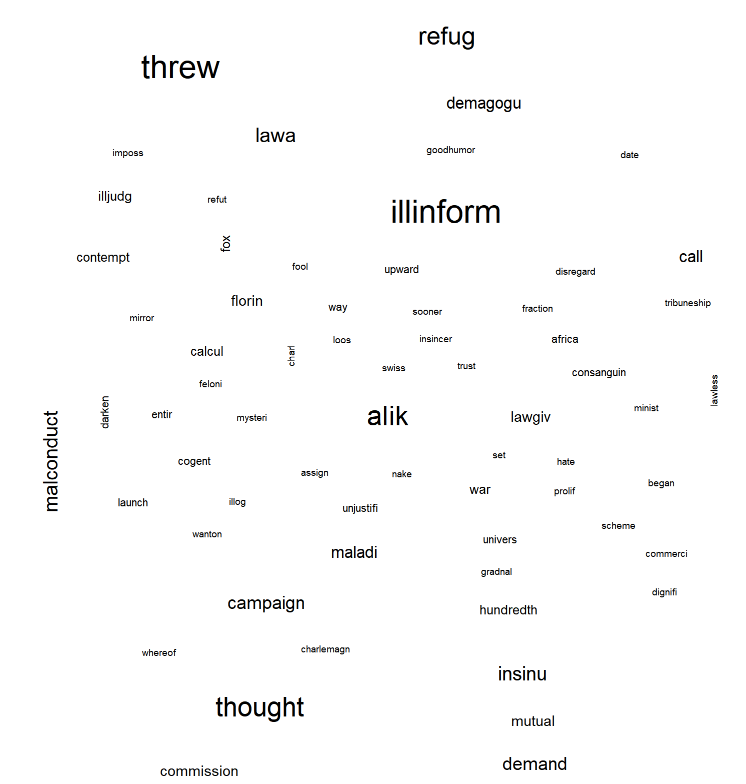 refug
threw
demagogu
lawa
goodhumor
imposs
date
illjudg
refut
illinform
fox
contempt
call
fool
upward
disregard
florin
way
sooner
fraction
tribuneship
mirror
loos
insincer
africa
calcul
charl
swiss
trust
consanguin
feloni
lawless
darken
entir
mysteri
alik
lawgiv
minist
malconduct
cogent
set
hate
assign
nake
began
war
prolif
launch
illog
unjustifi
scheme
wanton
univers
maladi
commerci
gradnal
dignifi
campaign
hundredth
whereof
charlemagn
insinu
thought
mutual
demand
commission